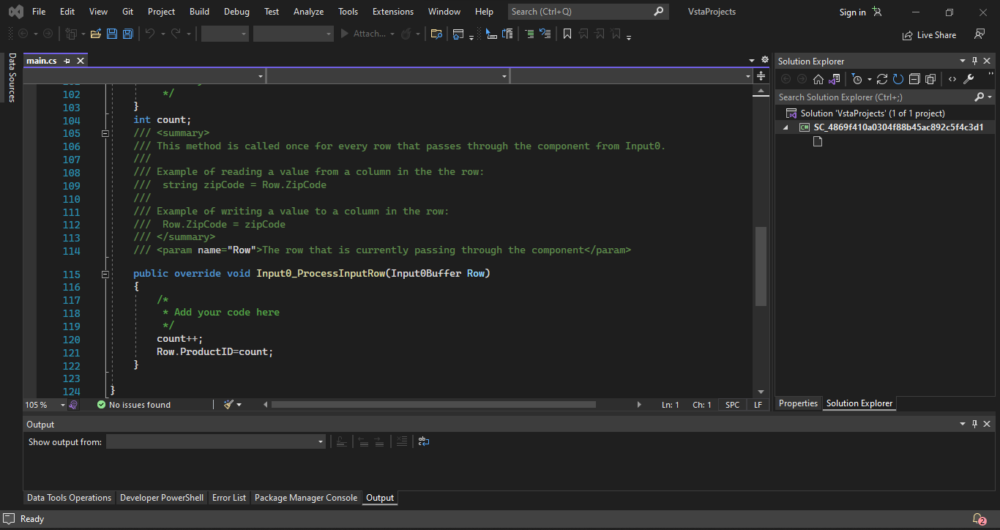 File Edit View Git Project Build Debug Test Analyze Tools Extensions Window Help Search (Ctrl+Q) VstaProjects Sign in
Attach... Live Share
Data Sources
main.cs
102 */
103 }
104 int count;
105 /// <summary>
106 /// This method is called once for every row that passes through the component from Input0.
107 ///
108 /// Example of reading a value from a column in the the row:
109 ///  string zipCode = Row.ZipCode
110 ///
111 /// Example of writing a value to a column in the row:
112 ///  Row.ZipCode = zipCode
113 /// </summary>
114 /// <param name="Row">The row that is currently passing through the component</param>
115 public override void Input0_ProcessInputRow(Input0Buffer Row)
116 {
117 /*
118 * Add your code here
119 */
120 count++;
121 Row.ProductID=count;
122 }
123
124 }
105 % No issues found Ln: 1 Ch: 1 SPC LF
Solution Explorer
Search Solution Explorer (Ctrl+;)
Solution 'VstaProjects' (1 of 1 project)
C# SC_4869f410a0304f88b45ac892c5f4c3d1
Properties Solution Explorer
Output
Show output from:
Data Tools Operations Developer PowerShell Error List Package Manager Console Output
Ready 2